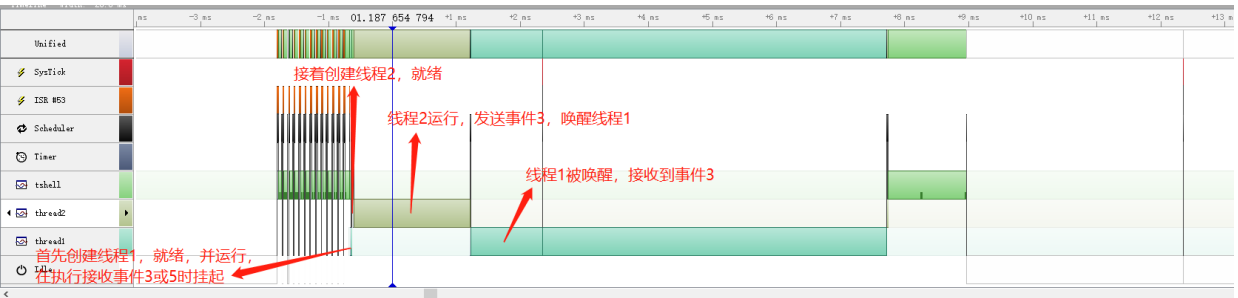 -3 ms -2 ms -1 ms 01.187 654 794 +1 ms +2 ms +3 ms +4 ms +5 ms +6 ms +7 ms +8 ms +9 ms +10 ms +11 ms +12 ms +13 m
Unified
SysTick
接着创建线程2，就绪
ISR #53
线程2运行，发送事件3，唤醒线程1
Scheduler
Timer
线程1被唤醒，接收到事件3
tshell
thread2
thread1
首先创建线程1，就绪，并运行，
在执行接收事件3或5时挂起
Idle